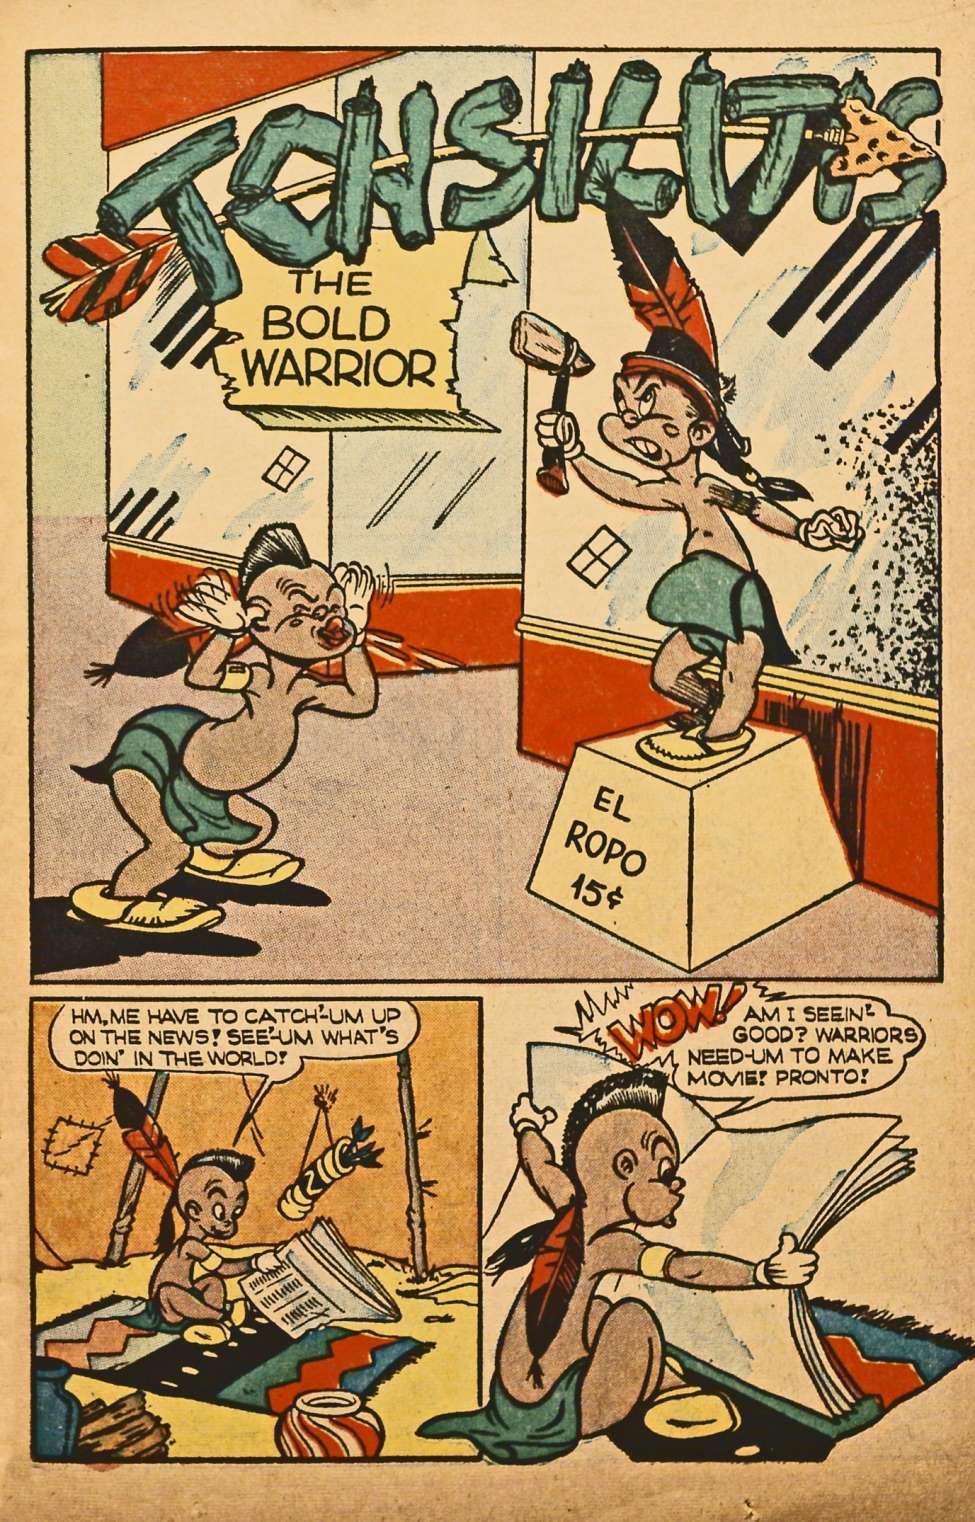 TONSILITIS
THE
BOLD
WARRIOR
EL
ROPO
15¢
HM, ME HAVE TO CATCH'-UM UP
ON THE NEWS! SEE'-UM WHAT'S
DOIN' IN THE WORLD!
WOW!
AM I SEEIN'
GOOD? WARRIORS
NEED-UM TO MAKE
MOVIE! PRONTO!